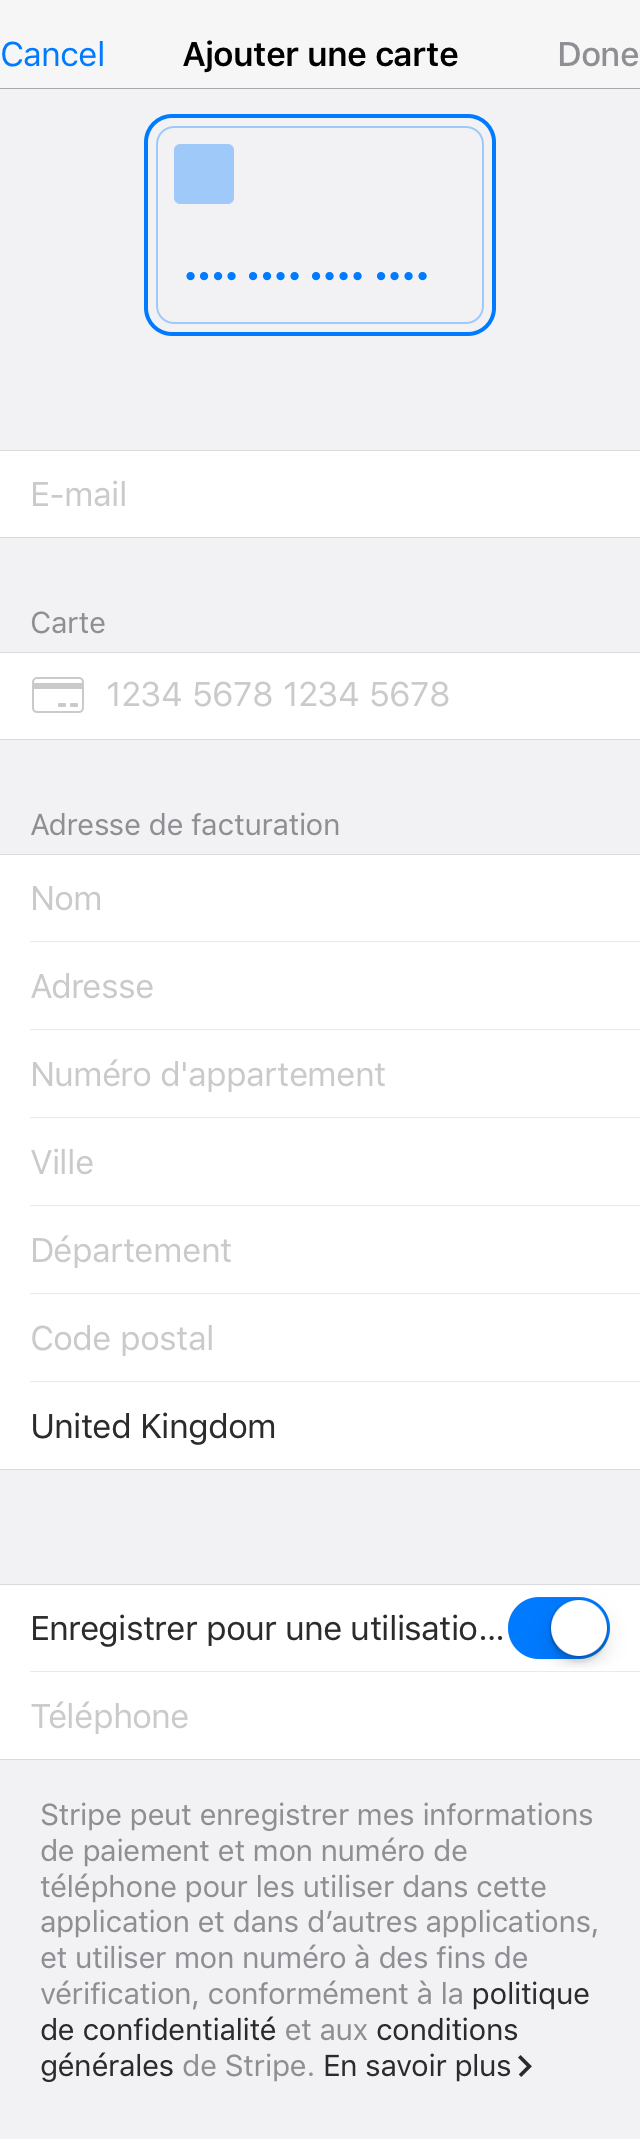 Cancel Ajouter une carte Done
•••• •••• •••• ••••
E-mail
Carte
1234 5678 1234 5678
Adresse de facturation
Nom
Adresse
Numéro d'appartement
Ville
Département
Code postal
United Kingdom
Enregistrer pour une utilisatio...
Téléphone
Stripe peut enregistrer mes informations
de paiement et mon numéro de
téléphone pour les utiliser dans cette
application et dans d’autres applications,
et utiliser mon numéro à des fins de
vérification, conformément à la politique
de confidentialité et aux conditions
générales de Stripe. En savoir plus